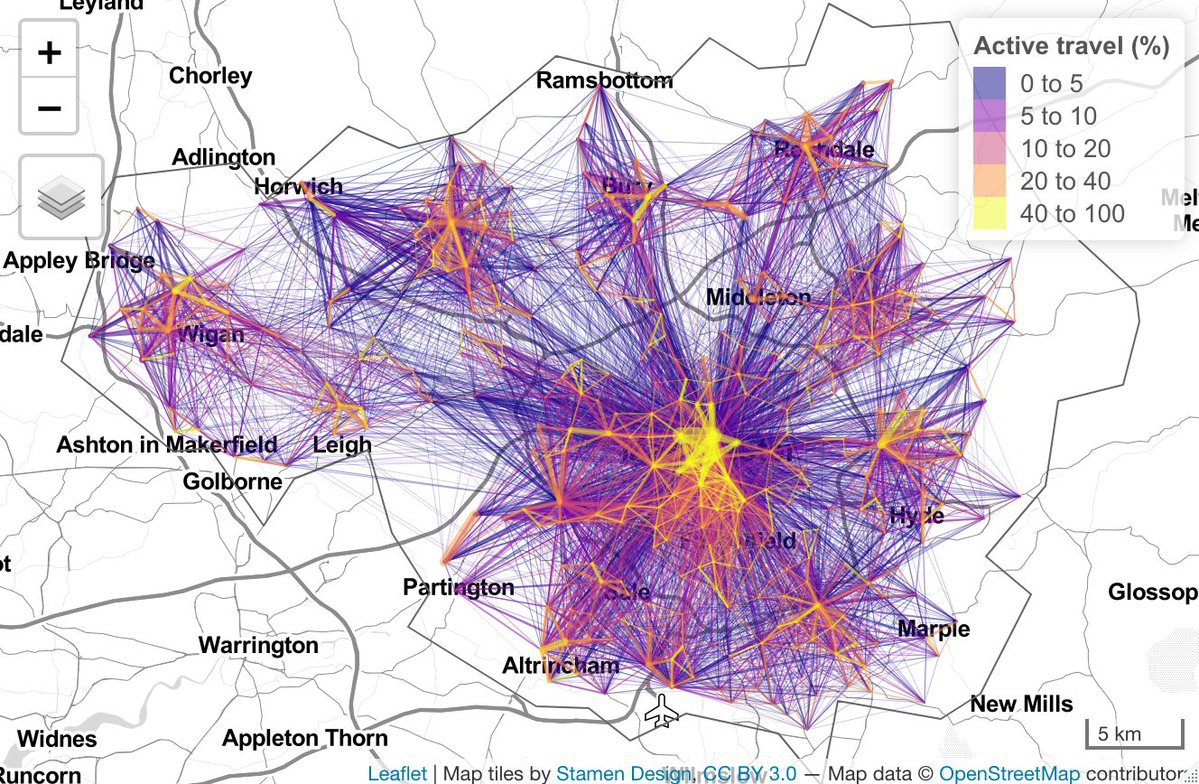 Leyland
+
−
Chorley
Ramsbottom
Active travel (%)
0 to 5
5 to 10
10 to 20
20 to 40
40 to 100
Adlington
Horwich
Bury
Appley Bridge
Middleton
dale
Wigan
Ashton in Makerfield
Leigh
Golborne
Hyde
Partington
Sale
Glossop
Marple
Warrington
Altrincham
New Mills
5 km
Widnes
Appleton Thorn
Runcorn
Leaflet | Map tiles by Stamen Design, CC BY 3.0 — Map data © OpenStreetMap contributor